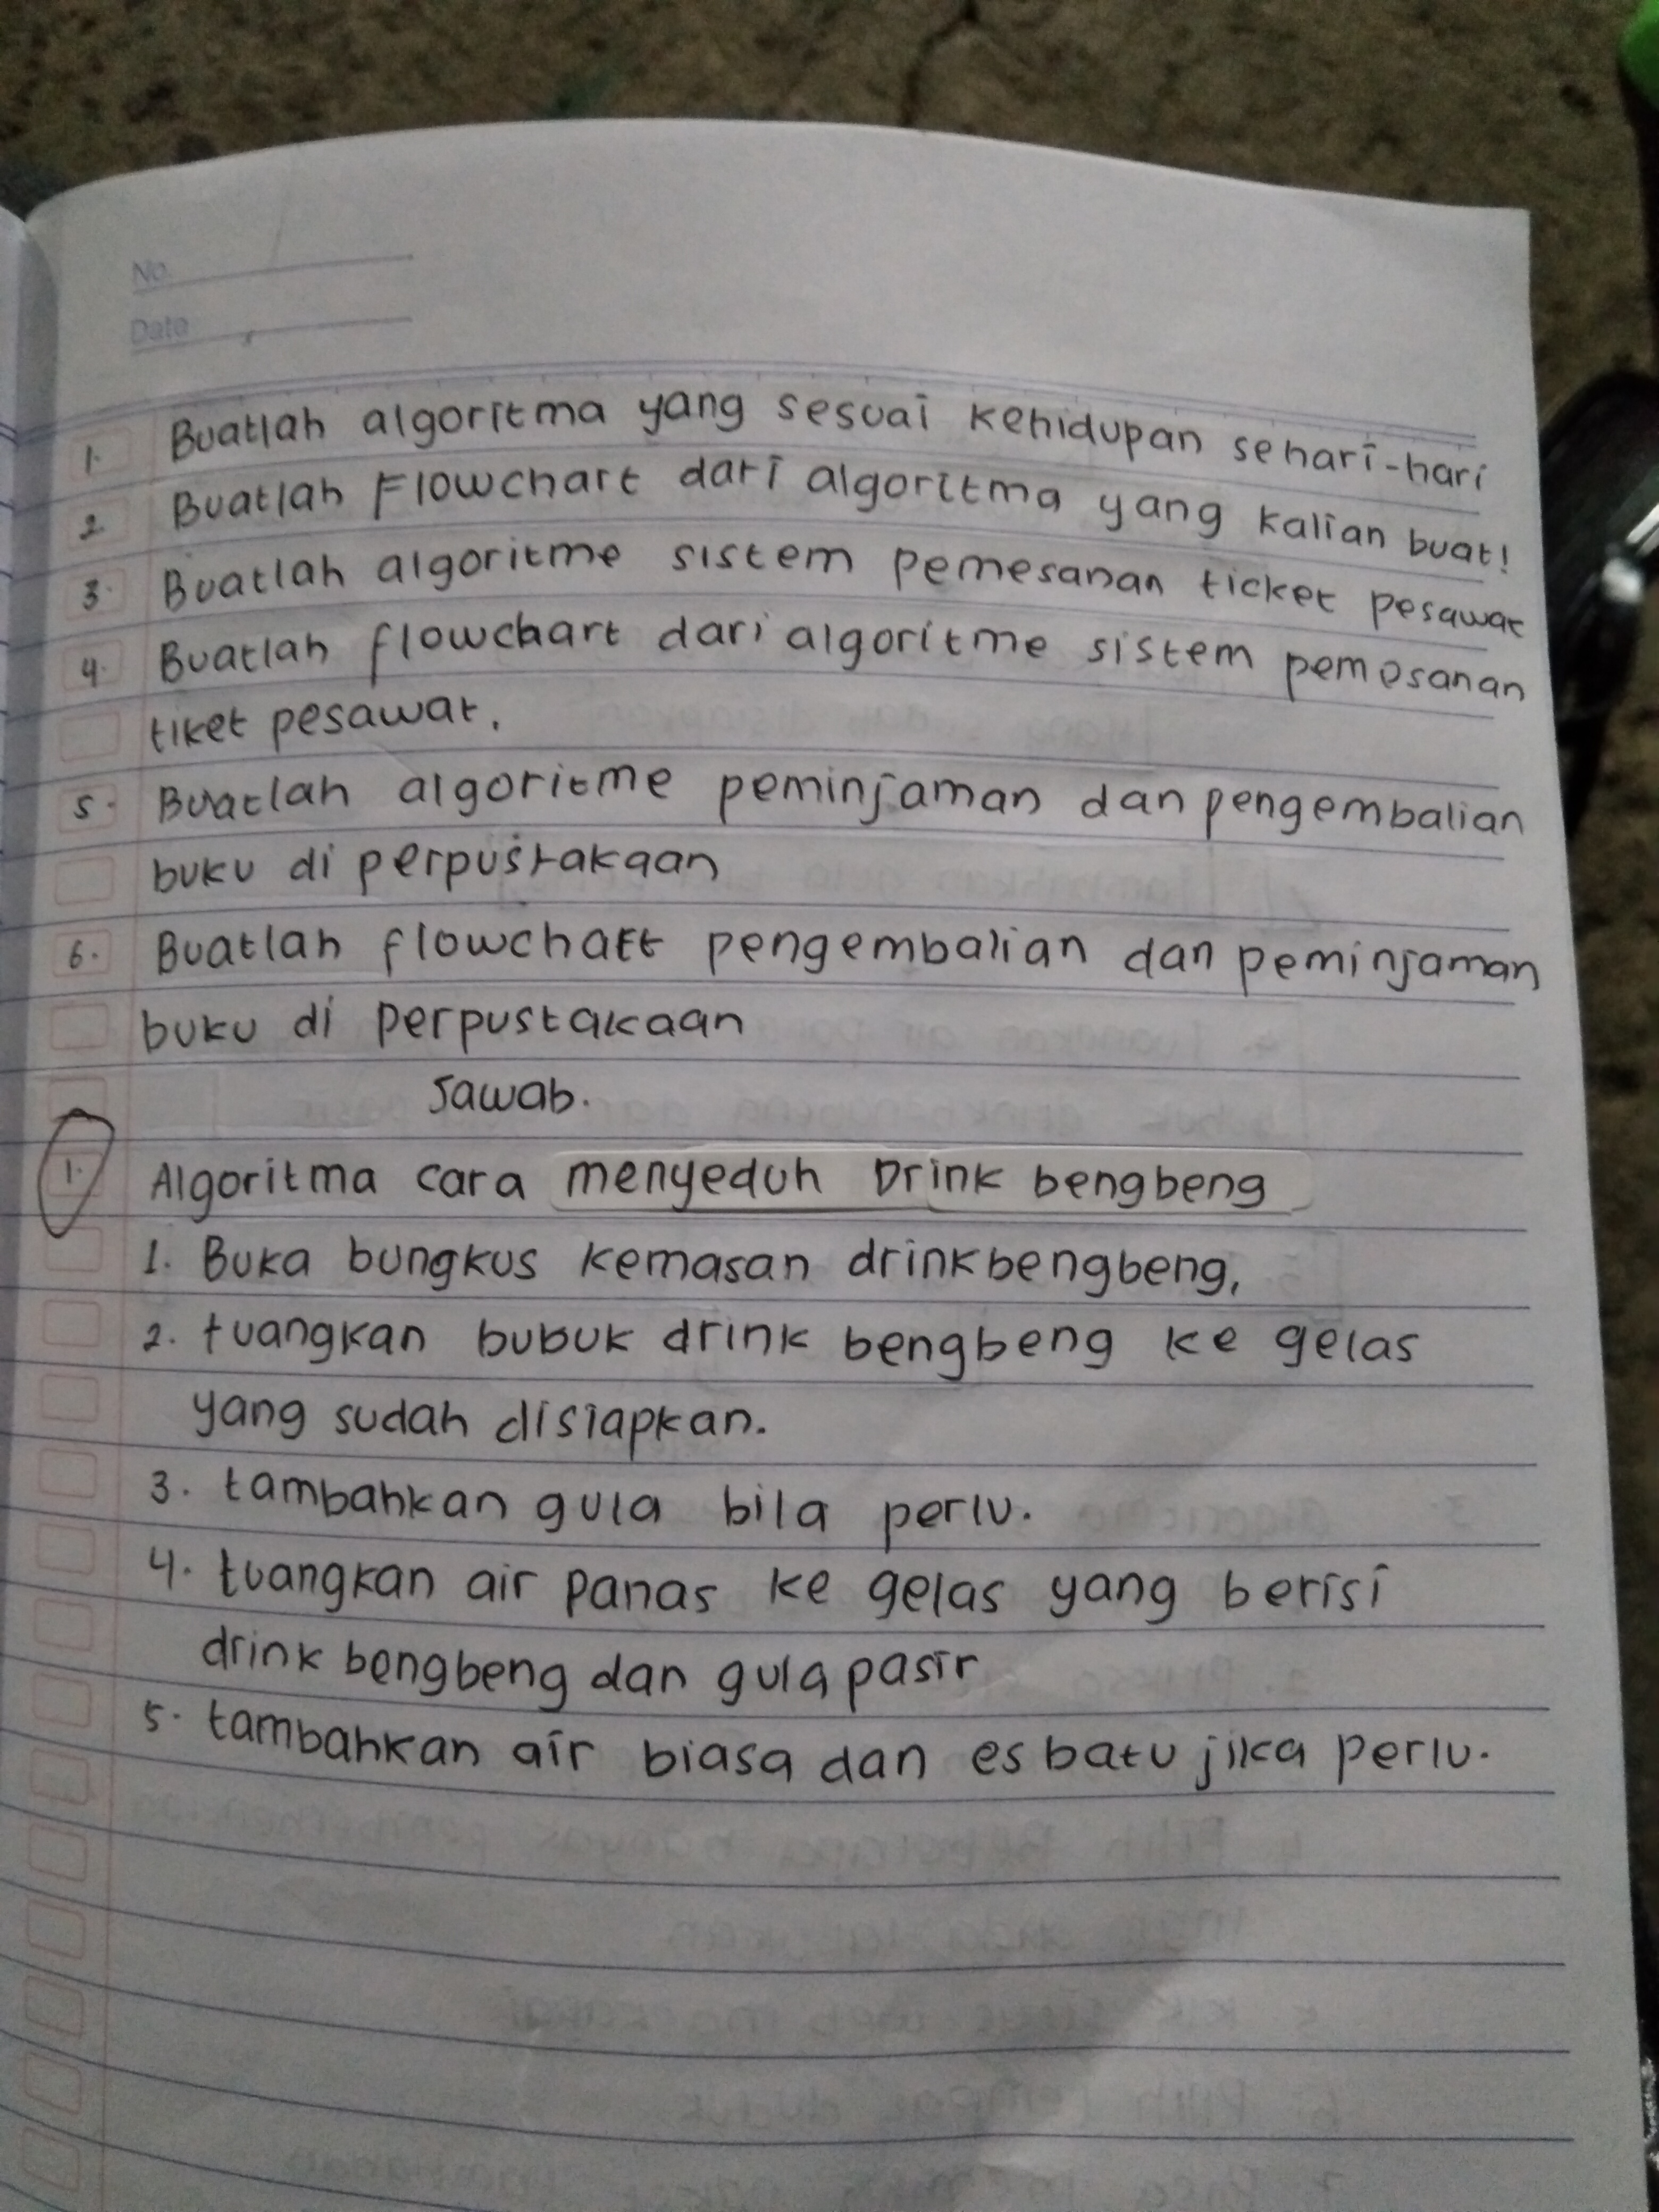 No
Date
1. Buatlah algoritma yang sesuai kehidupan sehari-hari
2 Buatlah Flowchart dari algoritma yang kalian buat!
3. Buatlah algoritme sistem pemesanan ticket pesawat
4. Buatlah flowchart dari algoritme sistem pemesanan
tiket pesawat.
5. Buatlah algoritme peminjaman dan pengembalian
buku di perpustakaan
6. Buatlah flowchart pengembalian dan peminjaman
buku di perpustakaan
Jawab.
1. Algoritma cara menyeduh Drink bengbeng
1. Buka bungkus kemasan drinkbengbeng,
2. tuangkan bubuk drink bengbeng ke gelas
yang sudah disiapkan.
3. tambahkan gula bila perlu.
4. tuangkan air panas ke gelas yang berisi
drink bengbeng dan gula pasir
5. tambahkan air biasa dan es batu jika perlu.